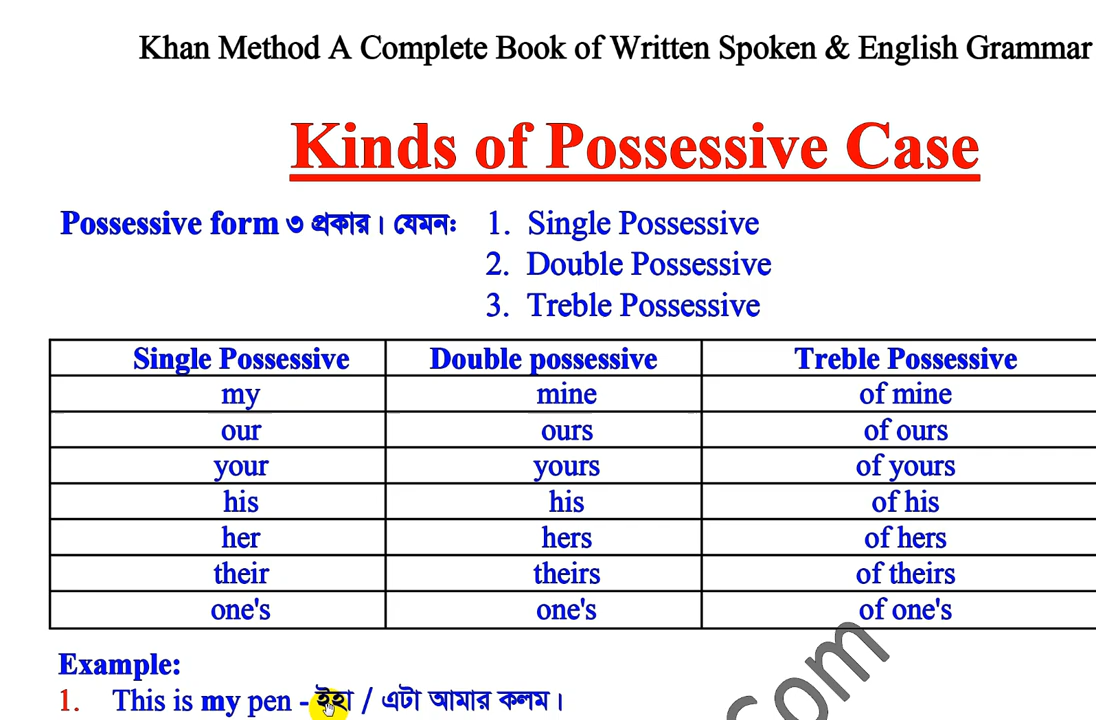 Khan Method A Complete Book of Written Spoken & English Grammar
Kinds of Possessive Case
Possessive form ৩ প্রকার। যেমনঃ 1. Single Possessive
2. Double Possessive
3. Treble Possessive
Single Possessive Double possessive Treble Possessive
my mine of mine
our ours of ours
your yours of yours
his his of his
her hers of hers
their theirs of theirs
one's one's of one's
Example:
1. This is my pen - ইহা / এটা আমার কলম।
Com